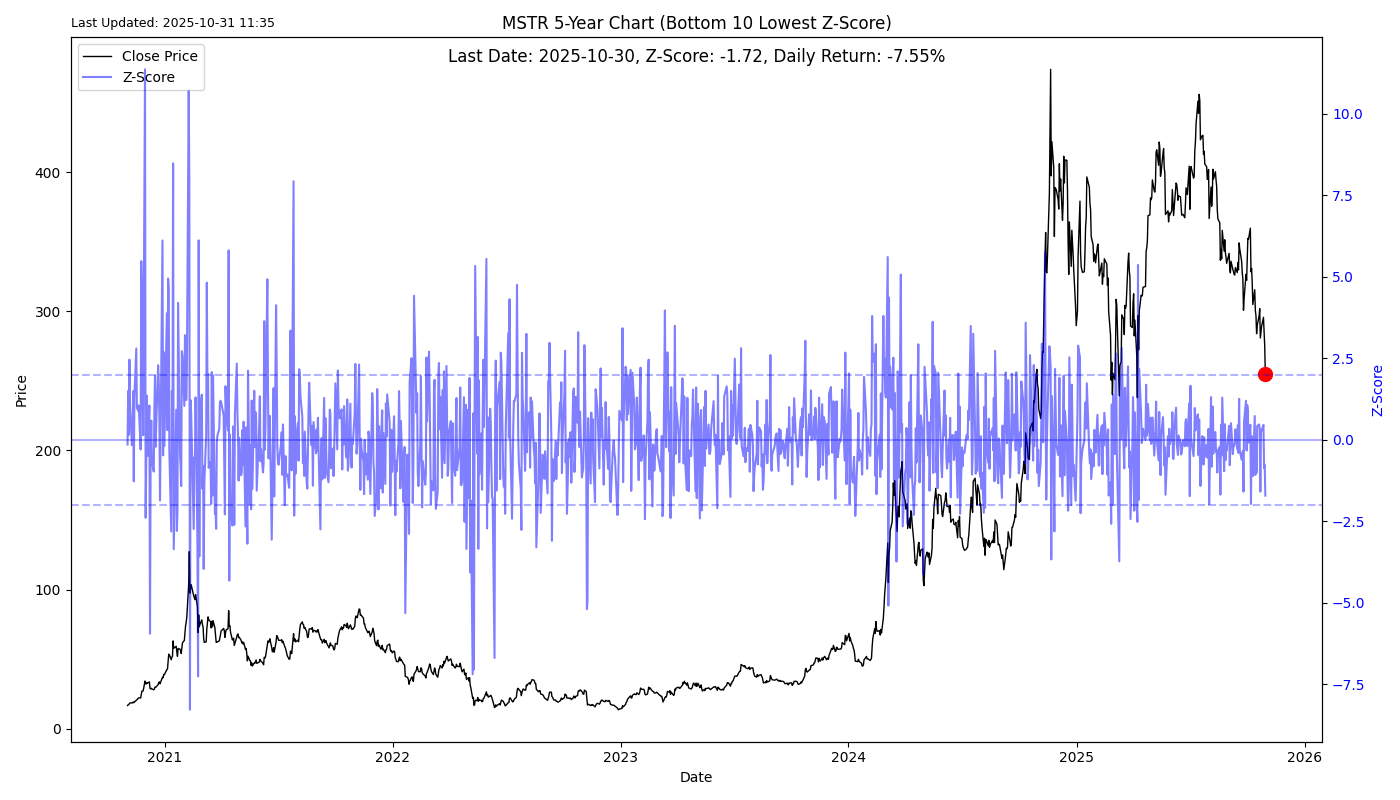 Last Updated: 2025-10-31 11:35
MSTR 5-Year Chart (Bottom 10 Lowest Z-Score)
Last Date: 2025-10-30, Z-Score: -1.72, Daily Return: -7.55%
Close Price
Z-Score
Price
400
300
200
100
0
10.0
7.5
5.0
2.5
0.0
−2.5
−5.0
−7.5
Z-Score
2021
2022
2023
2024
2025
2026
Date